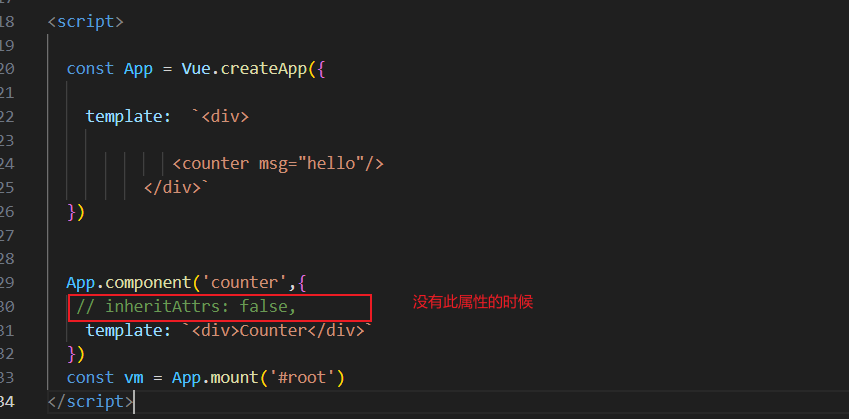 18 <script>
19
20 const App = Vue.createApp({
21
22 template: `<div>
23
24 <counter msg="hello"/>
25 </div>`
26 })
27
28
29 App.component('counter',{
30 // inheritAttrs: false, 没有此属性的时候
31 template: `<div>Counter</div>`
32 })
33 const vm = App.mount('#root')
34 </script>